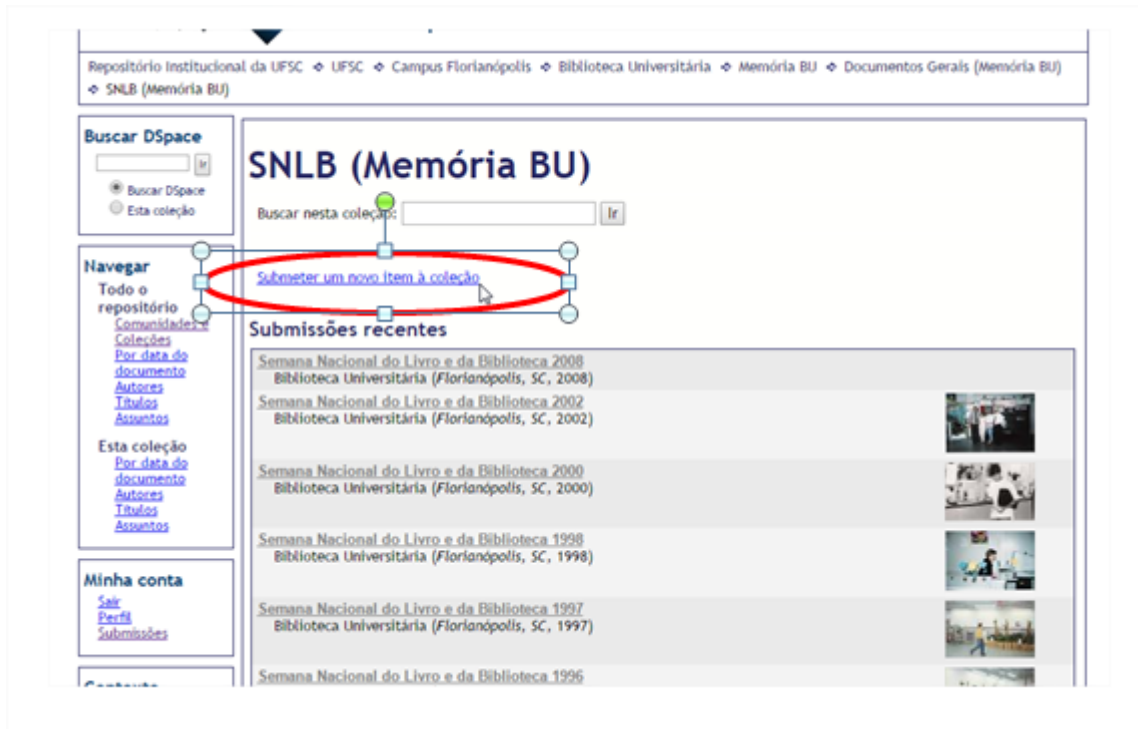 Repositório Institucional da UFSC ❖ UFSC ❖ Campus Florianópolis ❖ Biblioteca Universitária ❖ Memória BU ❖ Documentos Gerais (Memória BU)
❖ SNLB (Memória BU)
Buscar DSpace
Ir
Buscar DSpace
Esta coleção
Navegar
Todo o
repositório
Comunidades e
Coleções
Por data do
documento
Autores
Títulos
Assuntos
Esta coleção
Por data do
documento
Autores
Títulos
Assuntos
Minha conta
Sair
Perfil
Submissões
SNLB (Memória BU)
Buscar nesta coleção: Ir
Submeter um novo item à coleção
Submissões recentes
Semana Nacional do Livro e da Biblioteca 2008
Biblioteca Universitária (Florianópolis, SC, 2008)
Semana Nacional do Livro e da Biblioteca 2002
Biblioteca Universitária (Florianópolis, SC, 2002)
Semana Nacional do Livro e da Biblioteca 2000
Biblioteca Universitária (Florianópolis, SC, 2000)
Semana Nacional do Livro e da Biblioteca 1998
Biblioteca Universitária (Florianópolis, SC, 1998)
Semana Nacional do Livro e da Biblioteca 1997
Biblioteca Universitária (Florianópolis, SC, 1997)
Semana Nacional do Livro e da Biblioteca 1996